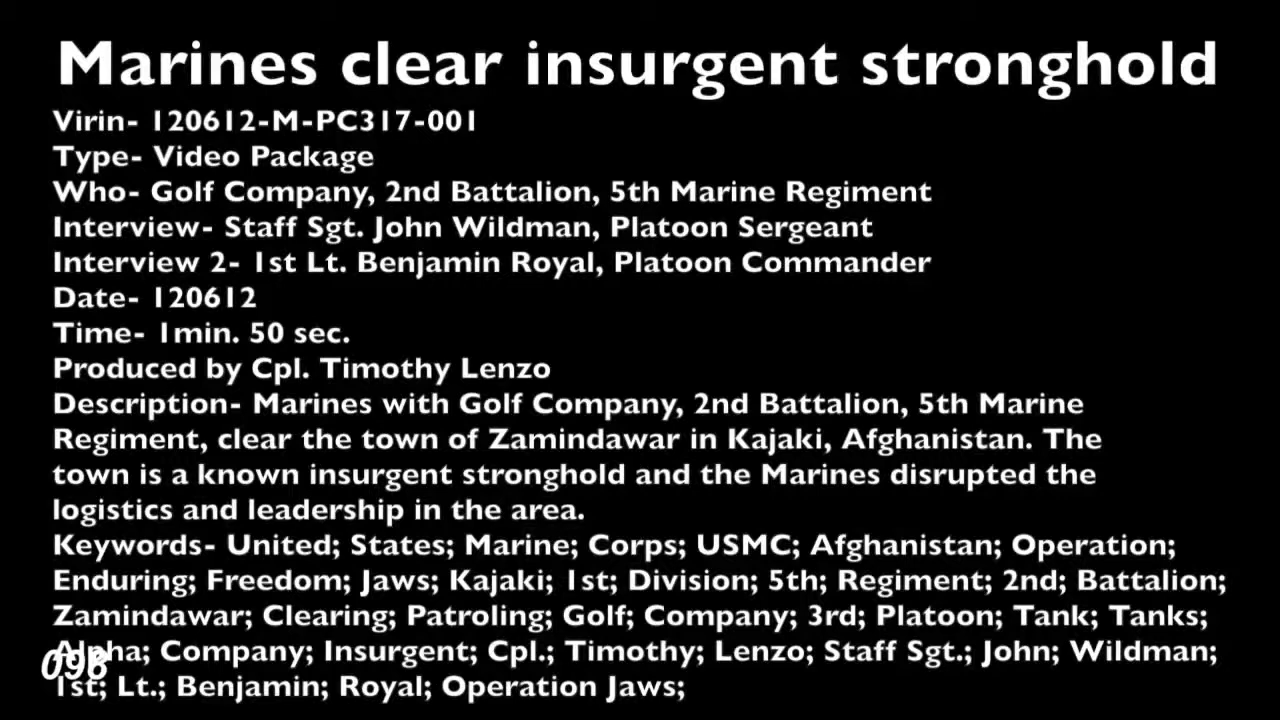 Marines clear insurgent stronghold
Virin- 120612-M-PC317-001
Type- Video Package
Who- Golf Company, 2nd Battalion, 5th Marine Regiment
Interview- Staff Sgt. John Wildman, Platoon Sergeant
Interview 2- 1st Lt. Benjamin Royal, Platoon Commander
Date- 120612
Time- 1min. 50 sec.
Produced by Cpl. Timothy Lenzo
Description- Marines with Golf Company, 2nd Battalion, 5th Marine
Regiment, clear the town of Zamindawar in Kajaki, Afghanistan. The
town is a known insurgent stronghold and the Marines disrupted the
logistics and leadership in the area.
Keywords- United; States; Marine; Corps; USMC; Afghanistan; Operation;
Enduring; Freedom; Jaws; Kajaki; 1st; Division; 5th; Regiment; 2nd; Battalion;
Zamindawar; Clearing; Patroling; Golf; Company; 3rd; Platoon; Tank; Tanks;
Alpha; Company; Insurgent; Cpl.; Timothy; Lenzo; Staff Sgt.; John; Wildman;
1st; Lt.; Benjamin; Royal; Operation Jaws;